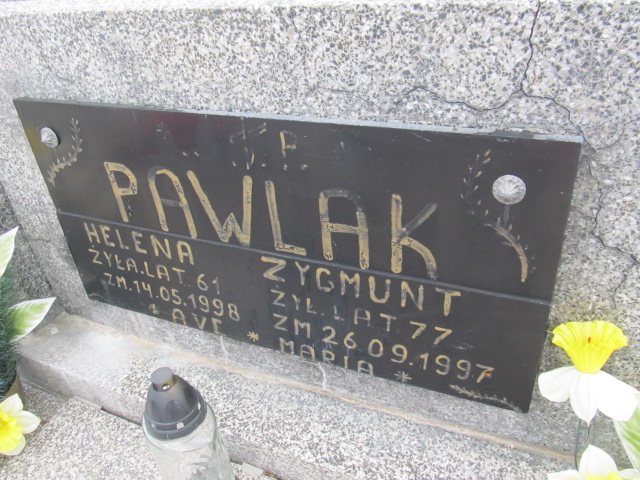 Ś.P.
PAWLAK
HELENA
ŻYŁA.LAT 61
ZM.14.05.1998
ZYGMUNT
ŻYŁ.LAT 77
ZM 26.09.1997
* AVE * MARIA *